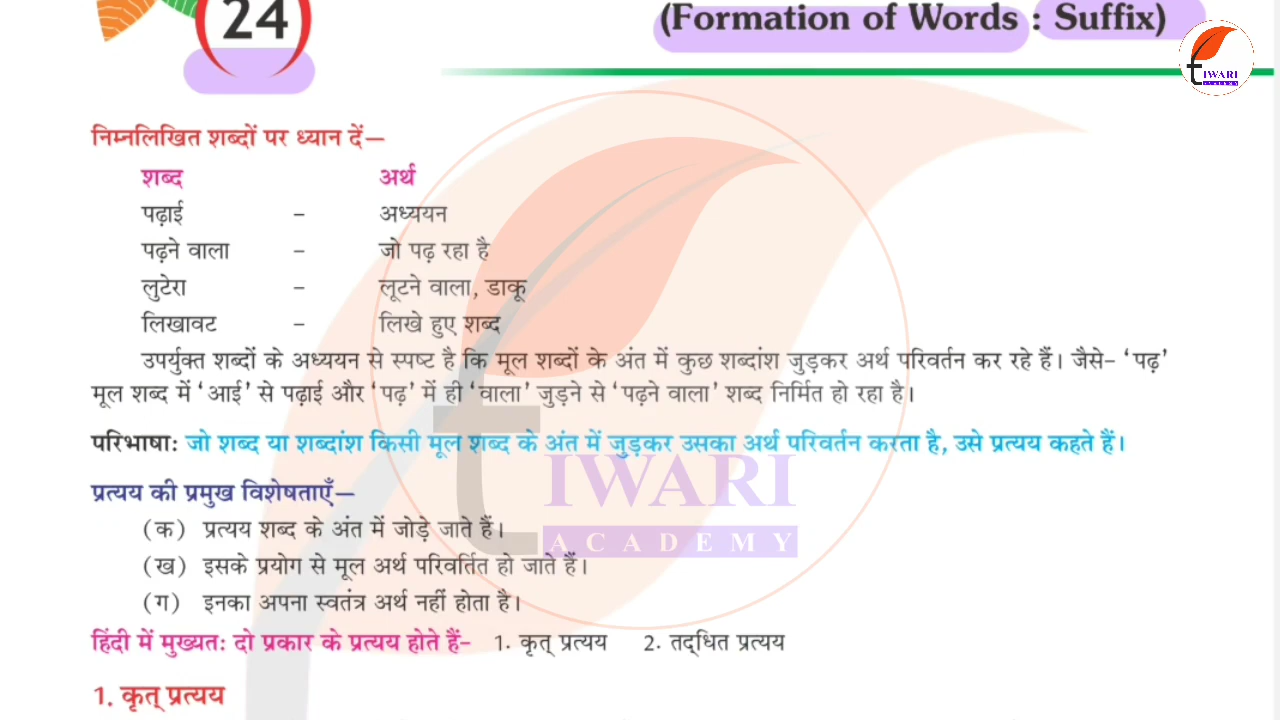 24
(Formation of Words : Suffix)
tIWARI
ACADEMY
निम्नलिखित शब्दों पर ध्यान दें—
शब्द अर्थ
पढ़ाई – अध्ययन
पढ़ने वाला – जो पढ़ रहा है
लुटेरा – लूटने वाला, डाकू
लिखावट – लिखे हुए शब्द
उपर्युक्त शब्दों के अध्ययन से स्पष्ट है कि मूल शब्दों के अंत में कुछ शब्दांश जुड़कर अर्थ परिवर्तन कर रहे हैं। जैसे– ‘पढ़’
मूल शब्द में ‘आई’ से पढ़ाई और ‘पढ़’ में ही ‘वाला’ जुड़ने से ‘पढ़ने वाला’ शब्द निर्मित हो रहा है।
परिभाषा: जो शब्द या शब्दांश किसी मूल शब्द के अंत में जुड़कर उसका अर्थ परिवर्तन करता है, उसे प्रत्यय कहते हैं।
tIWARI
ACADEMY
प्रत्यय की प्रमुख विशेषताएँ—
(क) प्रत्यय शब्द के अंत में जोड़े जाते हैं।
(ख) इसके प्रयोग से मूल अर्थ परिवर्तित हो जाते हैं।
(ग) इनका अपना स्वतंत्र अर्थ नहीं होता है।
हिंदी में मुख्यत: दो प्रकार के प्रत्यय होते हैं– 1. कृत् प्रत्यय 2. तद्‌धित प्रत्यय
1. कृत् प्रत्यय